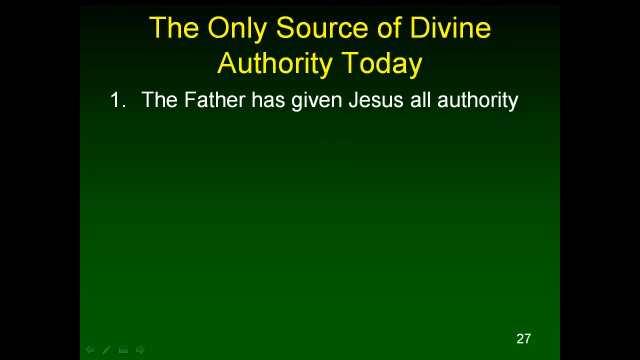 The Only Source of Divine
Authority Today
1. The Father has given Jesus all authority
27